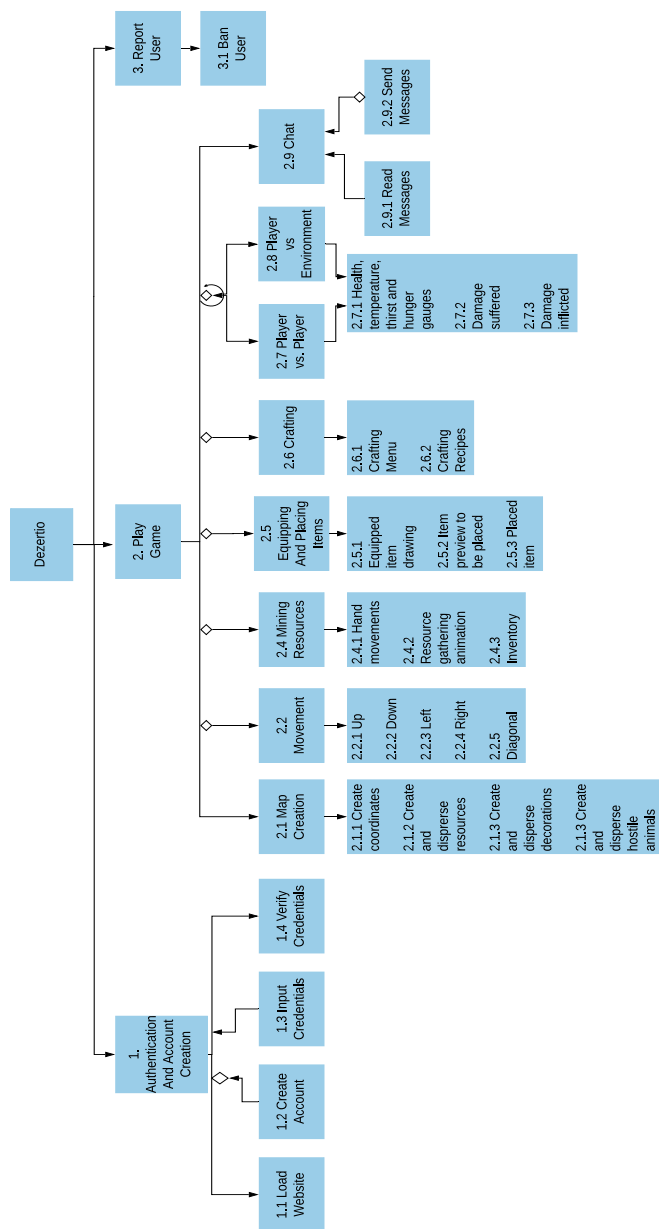 Dezertio
1.
Authentication
And Account
Creation
2. Play
Game
3. Report
User
3.1 Ban
User
1.1 Load
Website
1.2 Create
Account
1.3 Input
Credentials
1.4 Verify
Credentials
2.1 Map
Creation
2.2
Movement
2.4 Mining
Resources
2.5
Equipping
And Placing
Items
2.6 Crafting
2.7 Player
vs. Player
2.8 Player
vs
Environment
2.9 Chat
2.1.1 Create
coordinates
2.1.2 Create
and disprerse
resources
2.1.3 Create
and disperse
decorations
2.1.3 Create
and
disperse
hostile
animals
2.2.1 Up
2.2.2 Down
2.2.3 Left
2.2.4 Right
2.2.5
Diagonal
2.4.1 Hand
movements
2.4.2
Resource
gathering
animation
2.4.3
Inventory
2.5.1
Equipped
item
drawing
2.5.2 Item
preview to
be placed
2.5.3 Placed
item
2.6.1
Crafting
Menu
2.6.2
Crafting
Recipes
2.7.1 Health,
temperature,
thirst and
hunger
gauges
2.7.2
Damage
suffered
2.7.3
Damage
inflicted
2.9.1 Read
Messages
2.9.2 Send
Messages